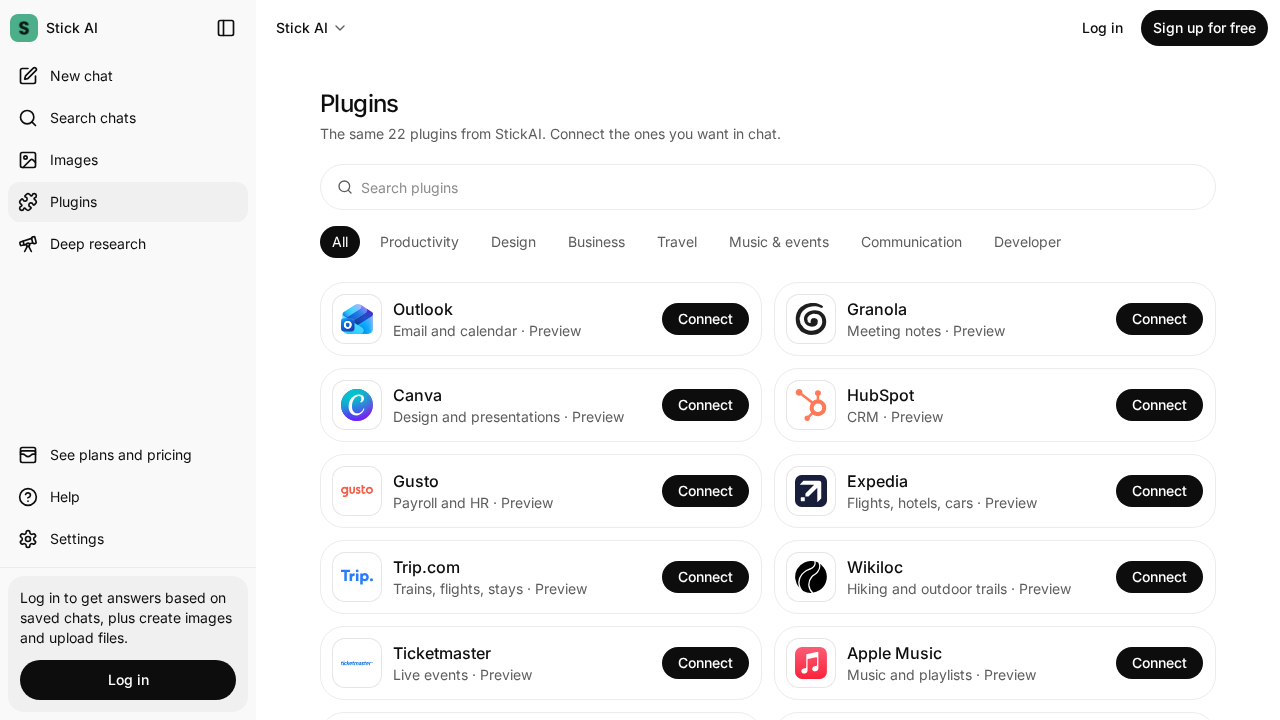 S
Stick AI
New chat
Search chats
Images
Plugins
Deep research
See plans and pricing
Help
Settings
Log in to get answers based on
saved chats, plus create images
and upload files.
Log in
Stick AI
Log in
Sign up for free
Plugins
The same 22 plugins from StickAI. Connect the ones you want in chat.
Search plugins
All Productivity Design Business Travel Music & events Communication Developer
Outlook
Email and calendar · Preview
Connect
Granola
Meeting notes · Preview
Connect
Canva
Design and presentations · Preview
Connect
HubSpot
CRM · Preview
Connect
gusto
Gusto
Payroll and HR · Preview
Connect
Expedia
Flights, hotels, cars · Preview
Connect
Trip.
Trip.com
Trains, flights, stays · Preview
Connect
Wikiloc
Hiking and outdoor trails · Preview
Connect
ticketmaster
Ticketmaster
Live events · Preview
Connect
Apple Music
Music and playlists · Preview
Connect